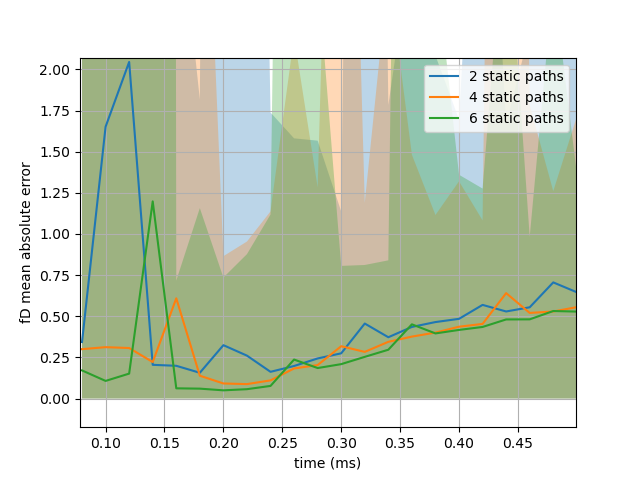 2.00
1.75
1.50
1.25
1.00
0.75
0.50
0.25
0.00
fD mean absolute error
2 static paths
4 static paths
6 static paths
0.10 0.15 0.20 0.25 0.30 0.35 0.40 0.45
time (ms)